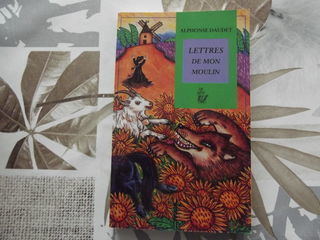 ALPHONSE DAUDET
LETTRES
DE MON
MOULIN